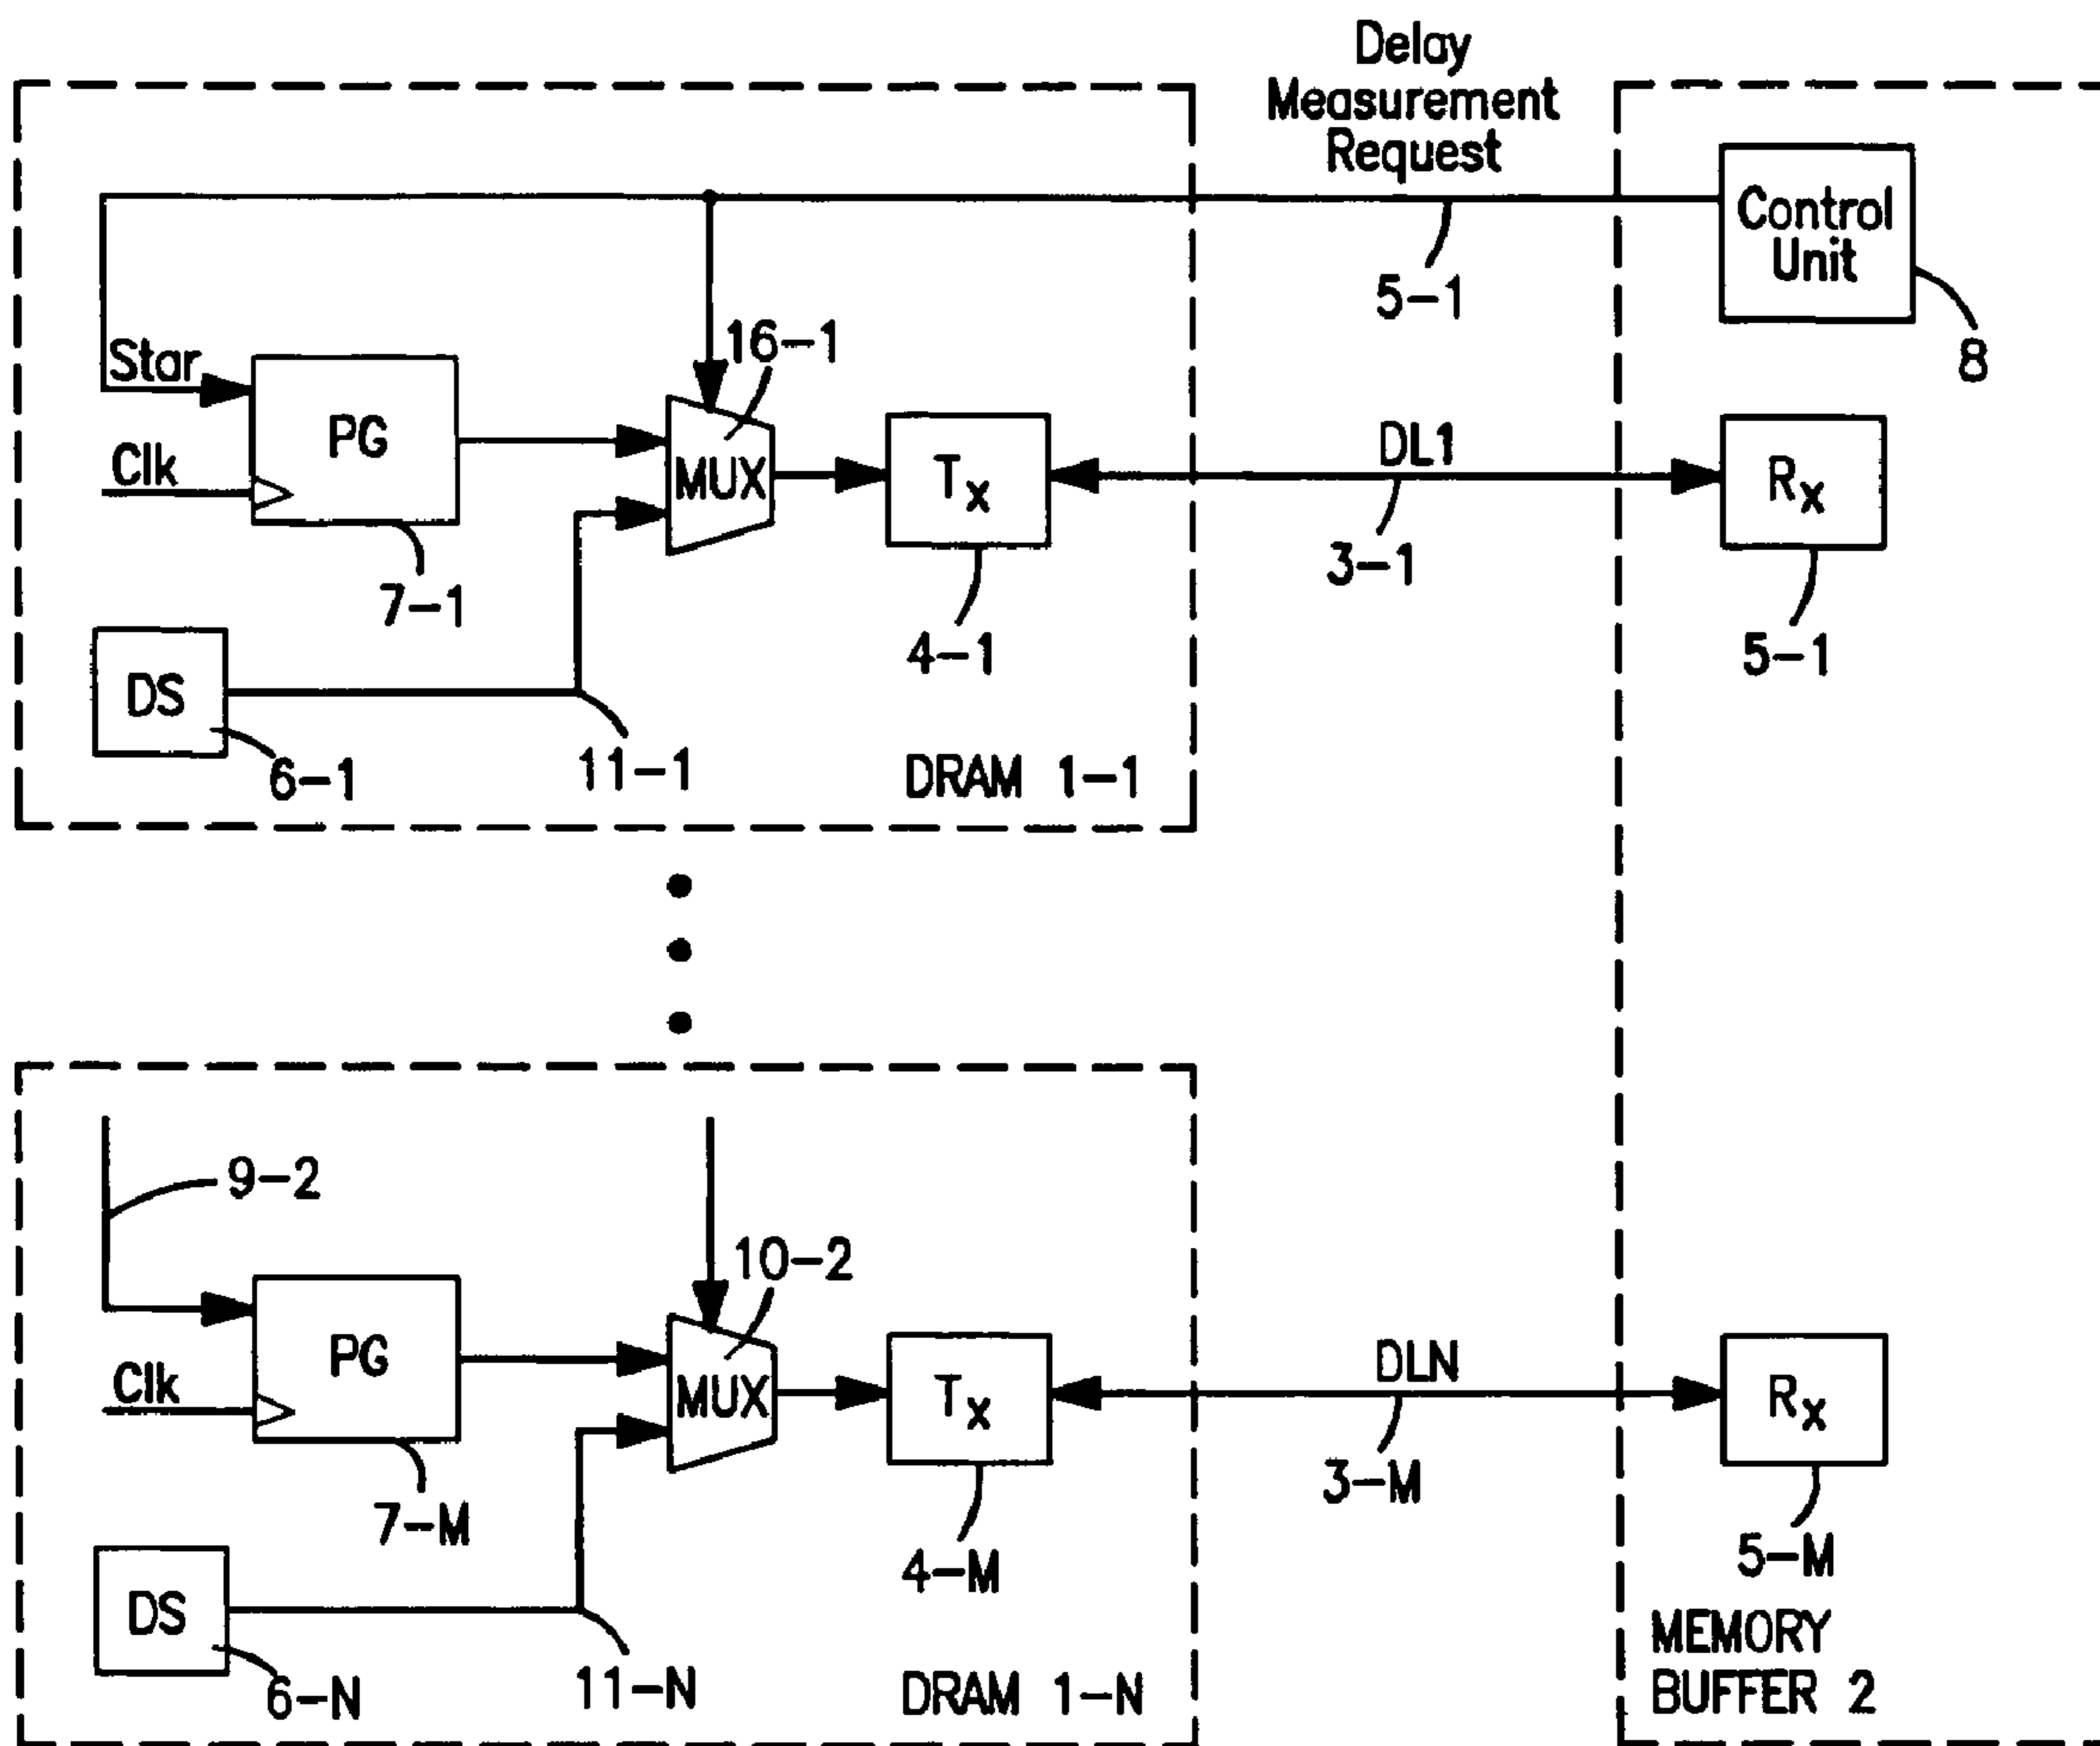 Delay
Measurement
Request
Control
Unit
5-1
8
Star
16-1
PG
Clk
MUX
Tx
DL1
Rx
3-1
7-1
4-1
5-1
DS
6-1
11-1
DRAM 1-1
9-2
10-2
PG
Clk
MUX
Tx
DLN
Rx
3-M
7-M
4-M
5-M
DS
6-N
11-N
DRAM 1-N
MEMORY
BUFFER 2